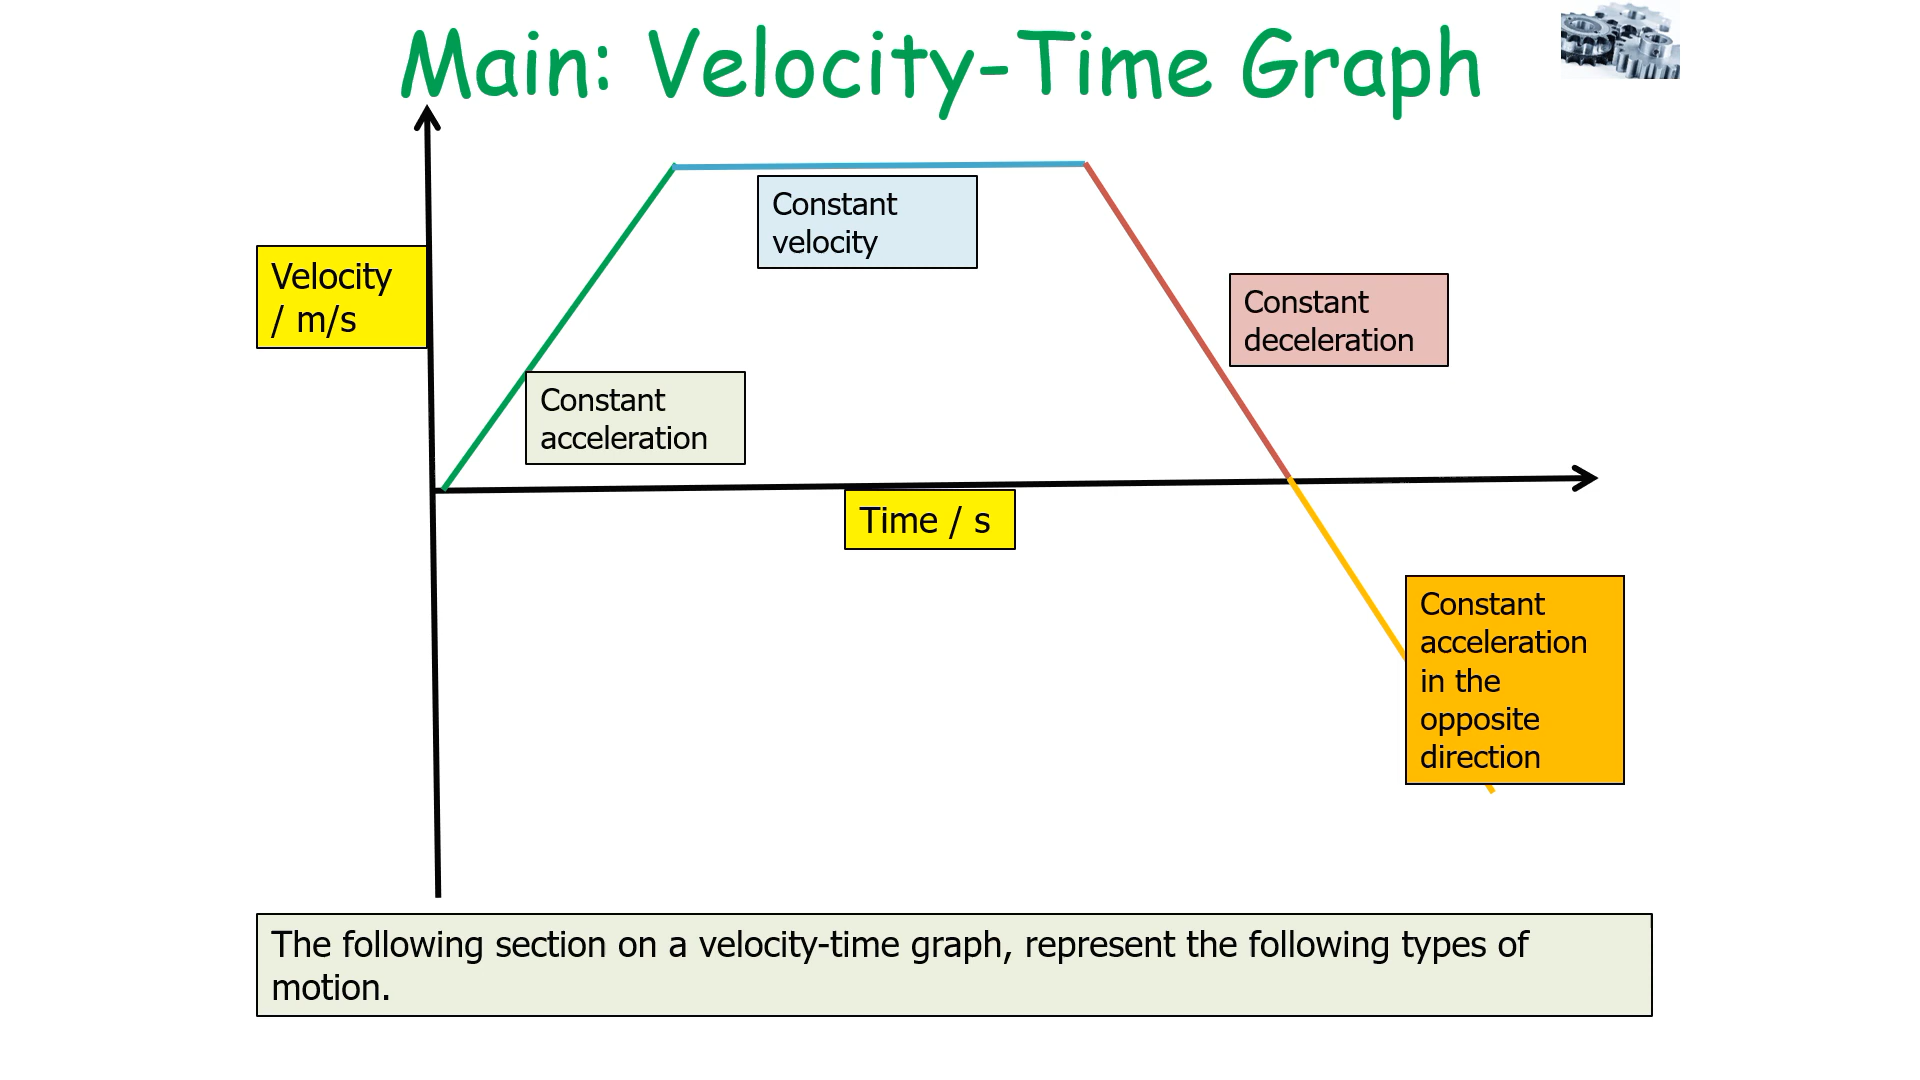 Main: Velocity-Time Graph
Constant
velocity
Velocity
/ m/s
Constant
deceleration
Constant
acceleration
Time / s
Constant
acceleration
in the
opposite
direction
The following section on a velocity-time graph, represent the following types of
motion.